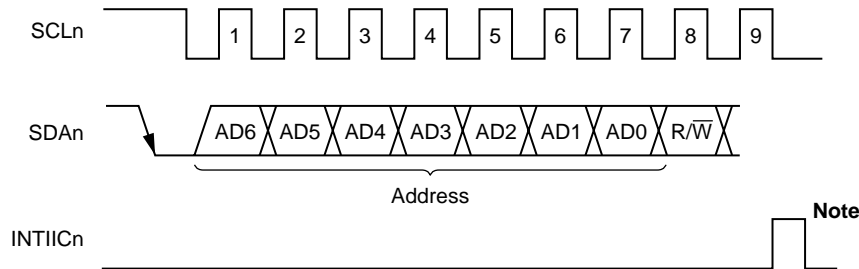 SCLn
1 2 3 4 5 6 7 8 9
SDAn
AD6 AD5 AD4 AD3 AD2 AD1 AD0 R/W̅
Address
Note
INTIICn